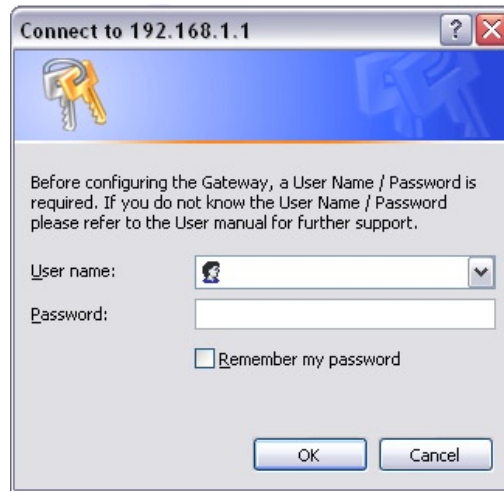 Connect to 192.168.1.1
Before configuring the Gateway, a User Name / Password is
required. If you do not know the User Name / Password
please refer to the User manual for further support.
User name:
Password:
Remember my password
OK Cancel